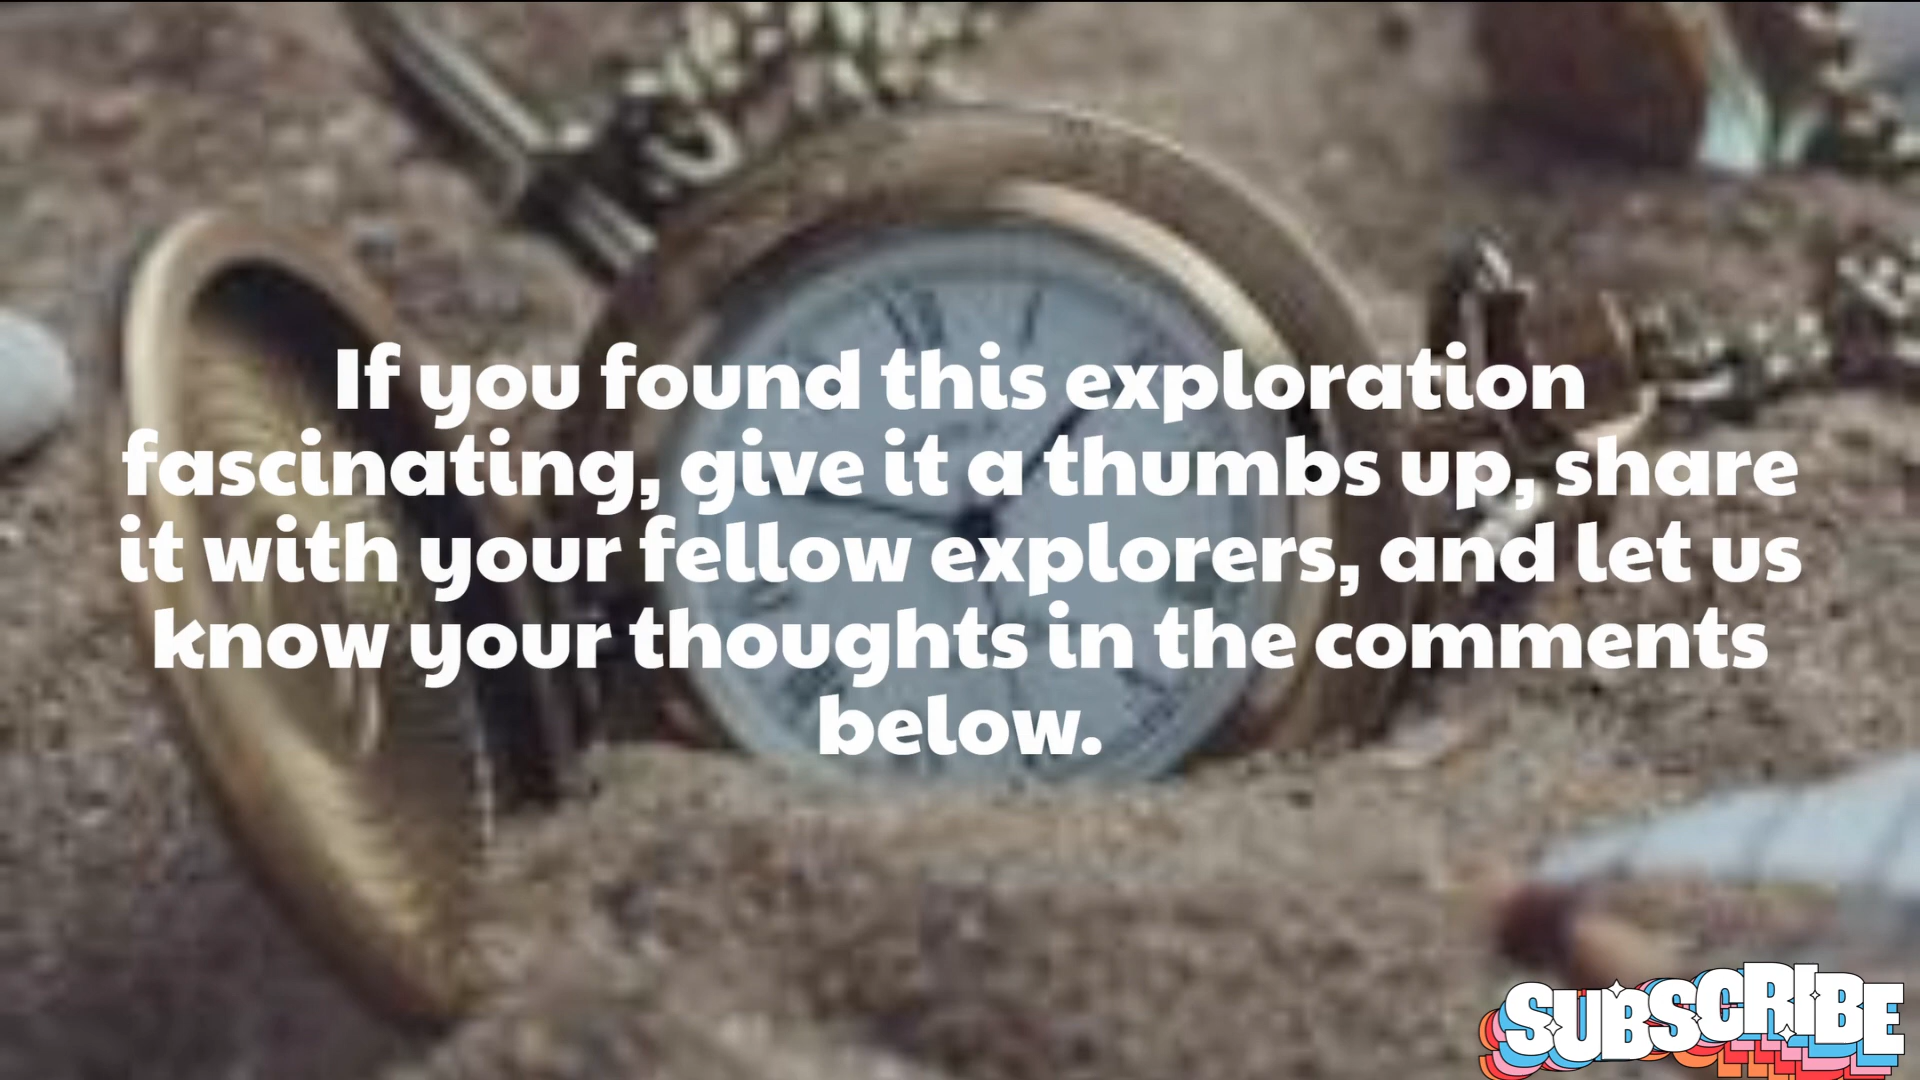 If you found this exploration
fascinating, give it a thumbs up, share
it with your fellow explorers, and let us
know your thoughts in the comments
below.
SUBSCRIBE